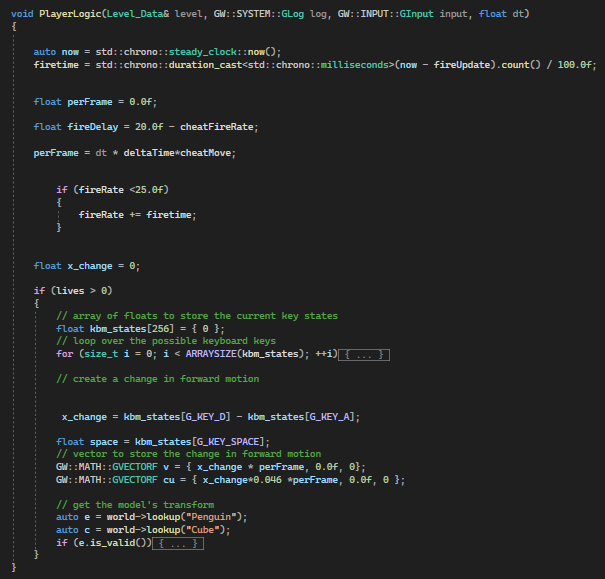 void PlayerLogic(Level_Data& level, GW::SYSTEM::GLog log, GW::INPUT::GInput input, float dt)
{
auto now = std::chrono::steady_clock::now();
firetime = std::chrono::duration_cast<std::chrono::milliseconds>(now - fireUpdate).count() / 100.0f;
float perFrame = 0.0f;
float fireDelay = 20.0f - cheatFireRate;
perFrame = dt * deltaTime*cheatMove;
if (fireRate <25.0f)
{
fireRate += firetime;
}
float x_change = 0;
if (lives > 0)
{
// array of floats to store the current key states
float kbm_states[256] = { 0 };
// loop over the possible keyboard keys
for (size_t i = 0; i < ARRAYSIZE(kbm_states); ++i){ ... }
// create a change in forward motion
x_change = kbm_states[G_KEY_D] - kbm_states[G_KEY_A];
float space = kbm_states[G_KEY_SPACE];
// vector to store the change in forward motion
GW::MATH::GVECTORF v = { x_change * perFrame, 0.0f, 0};
GW::MATH::GVECTORF cu = { x_change*0.046 *perFrame, 0.0f, 0 };
// get the model's transform
auto e = world->lookup("Penguin");
auto c = world->lookup("Cube");
if (e.is_valid()){ ... }
}
}